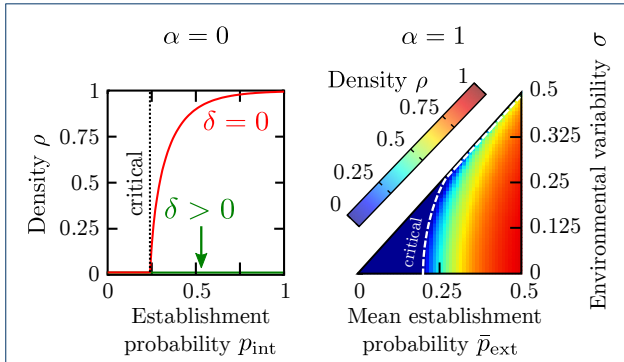 α = 0
1
0.75
0.5
0.25
0
Density ρ
critical
δ = 0
δ > 0
0
0.5
1
Establishment
probability p_int
α = 1
Density ρ
0
0.25
0.5
0.75
1
critical
0.5
0.325
0.25
0.125
0
Environmental variability σ
0
0.25
0.5
Mean establishment
probability p̄_ext